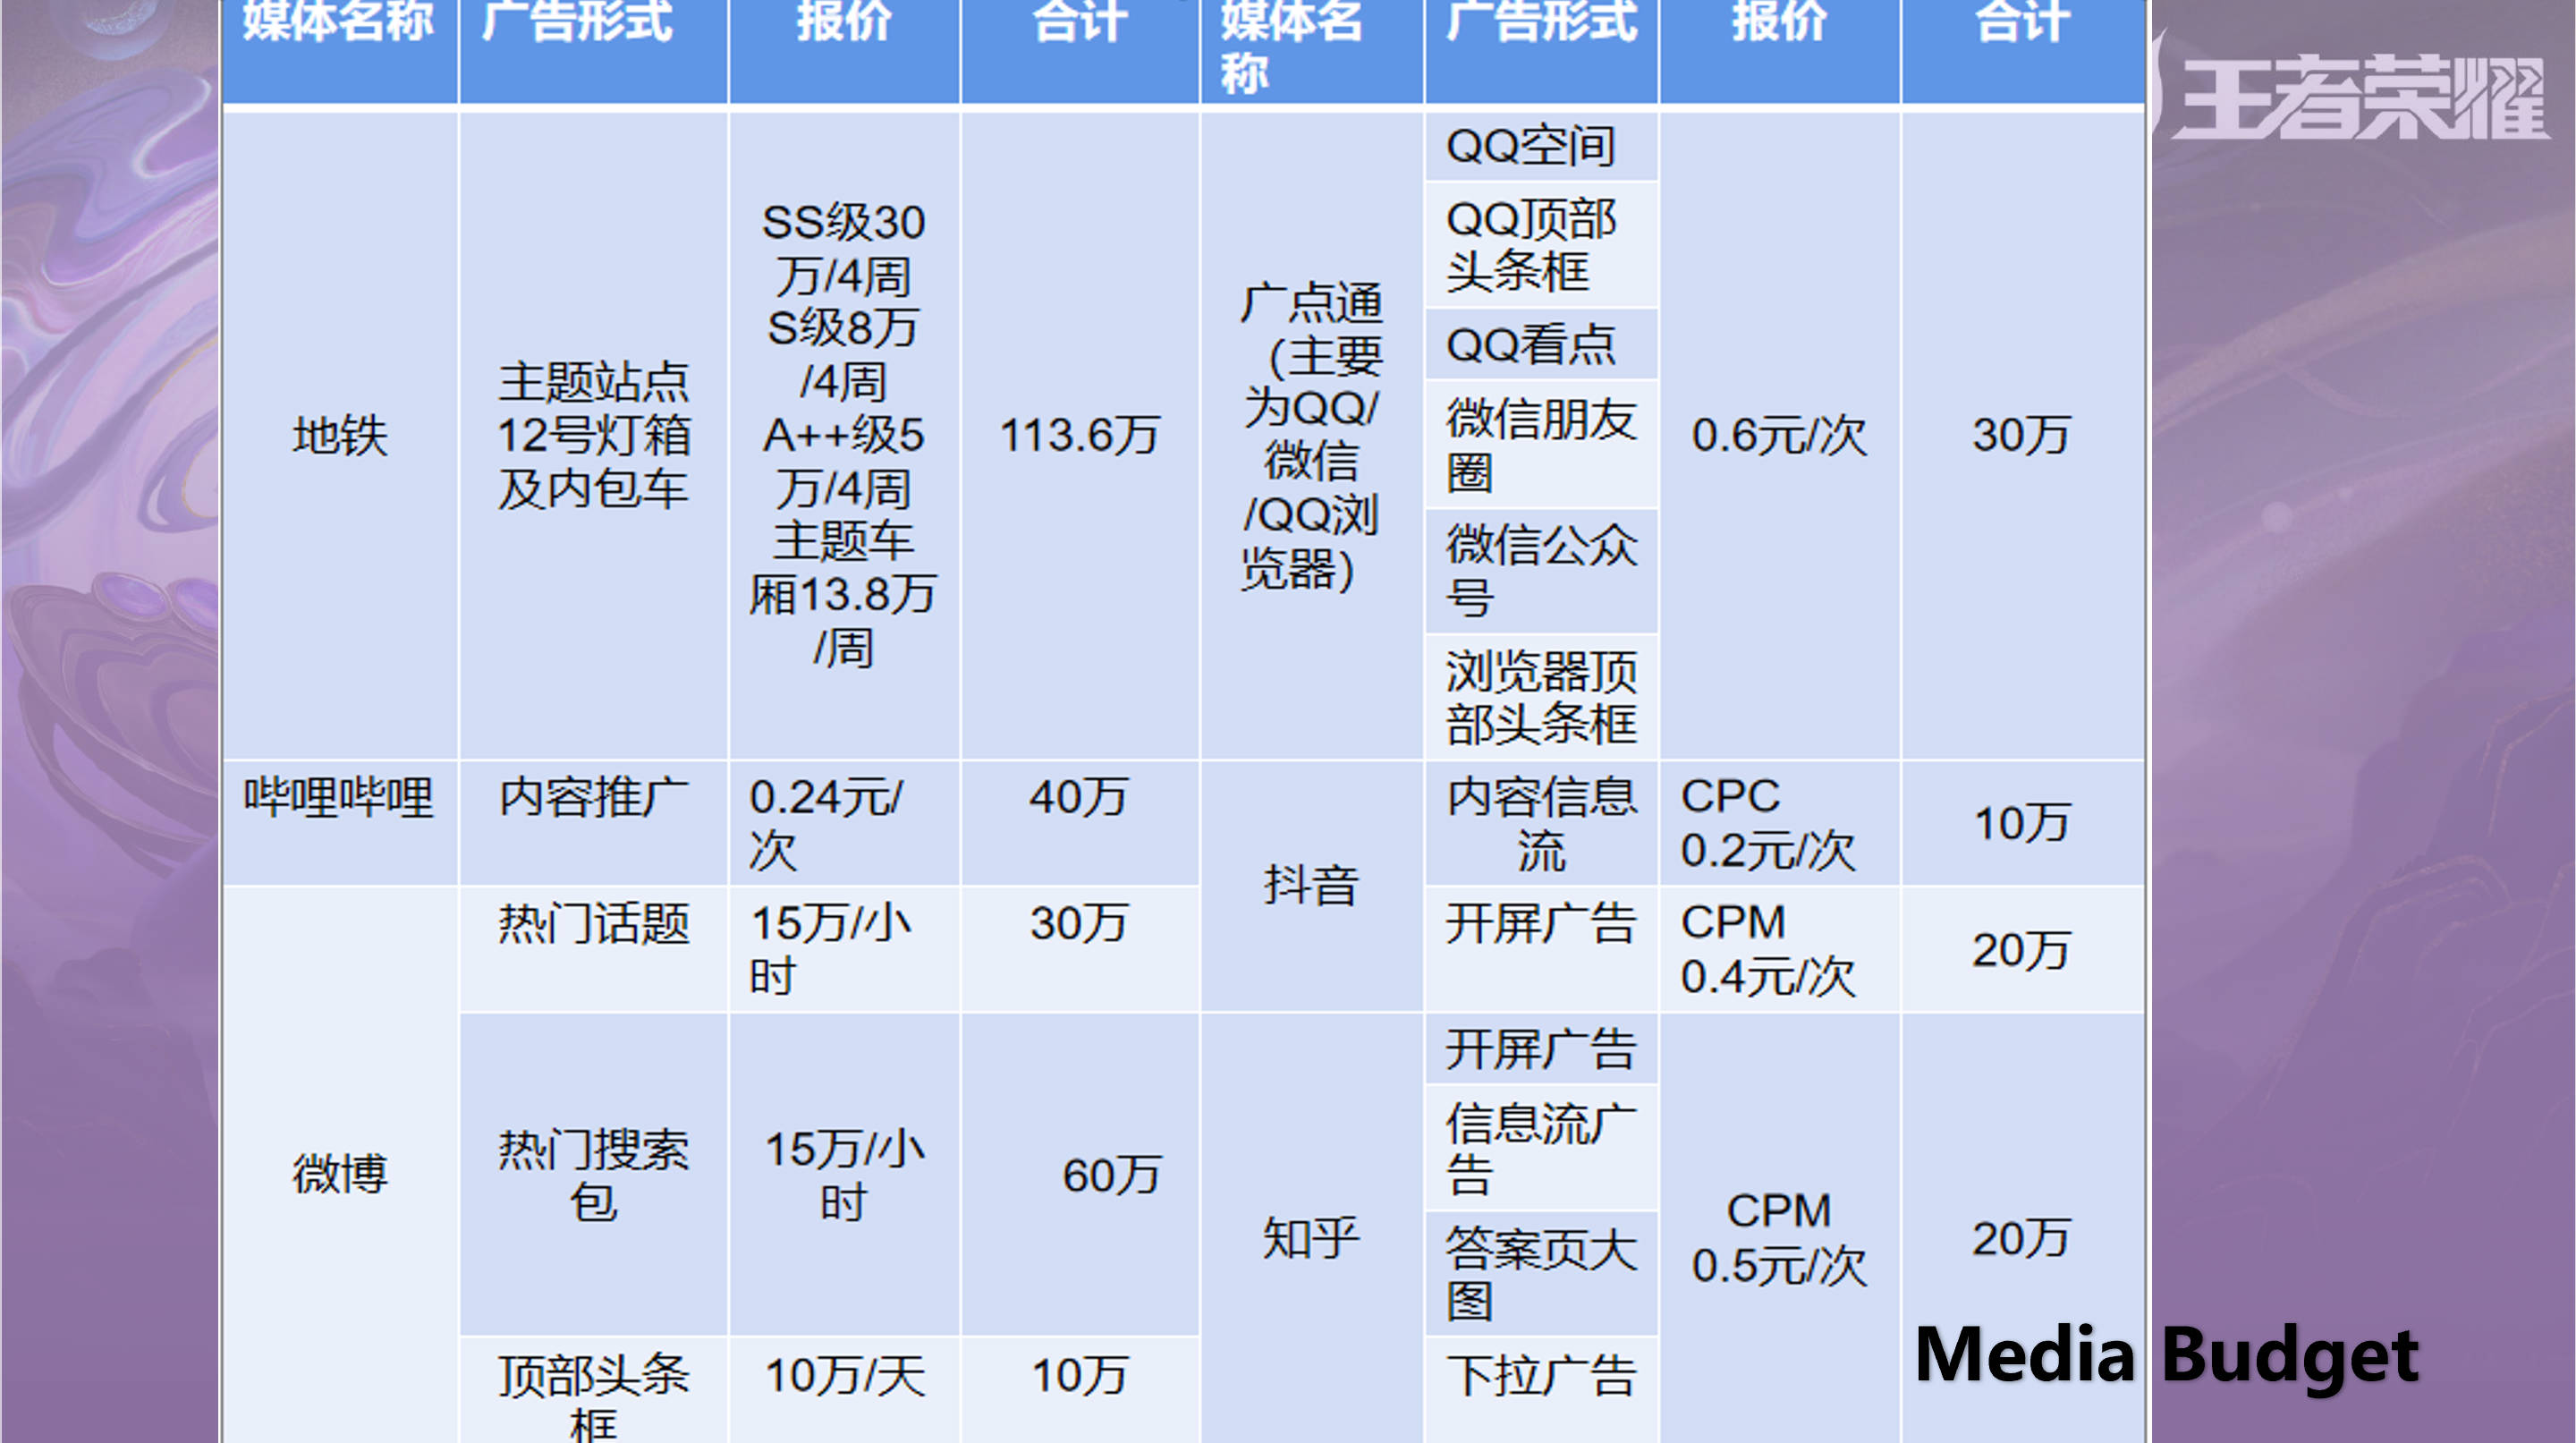 媒体名称
广告形式
报价
合计
媒体名
称
广告形式
报价
合计
王者荣耀
地铁
主题站点
12号灯箱
及内包车
SS级30
万/4周
S级8万
/4周
A++级5
万/4周
主题车
厢13.8万
/周
113.6万
广点通
（主要
为QQ/
微信
/QQ浏
览器）
QQ空间
QQ顶部
头条框
QQ看点
微信朋友
圈
微信公众
号
浏览器顶
部头条框
0.6元/次
30万
哔哩哔哩
内容推广
0.24元/
次
40万
抖音
内容信息
流
CPC
0.2元/次
10万
微博
热门话题
15万/小
时
30万
开屏广告
CPM
0.4元/次
20万
热门搜索
包
15万/小
时
60万
知乎
开屏广告
信息流广
告
答案页大
图
下拉广告
CPM
0.5元/次
20万
顶部头条
框
10万/天
10万
Media Budget